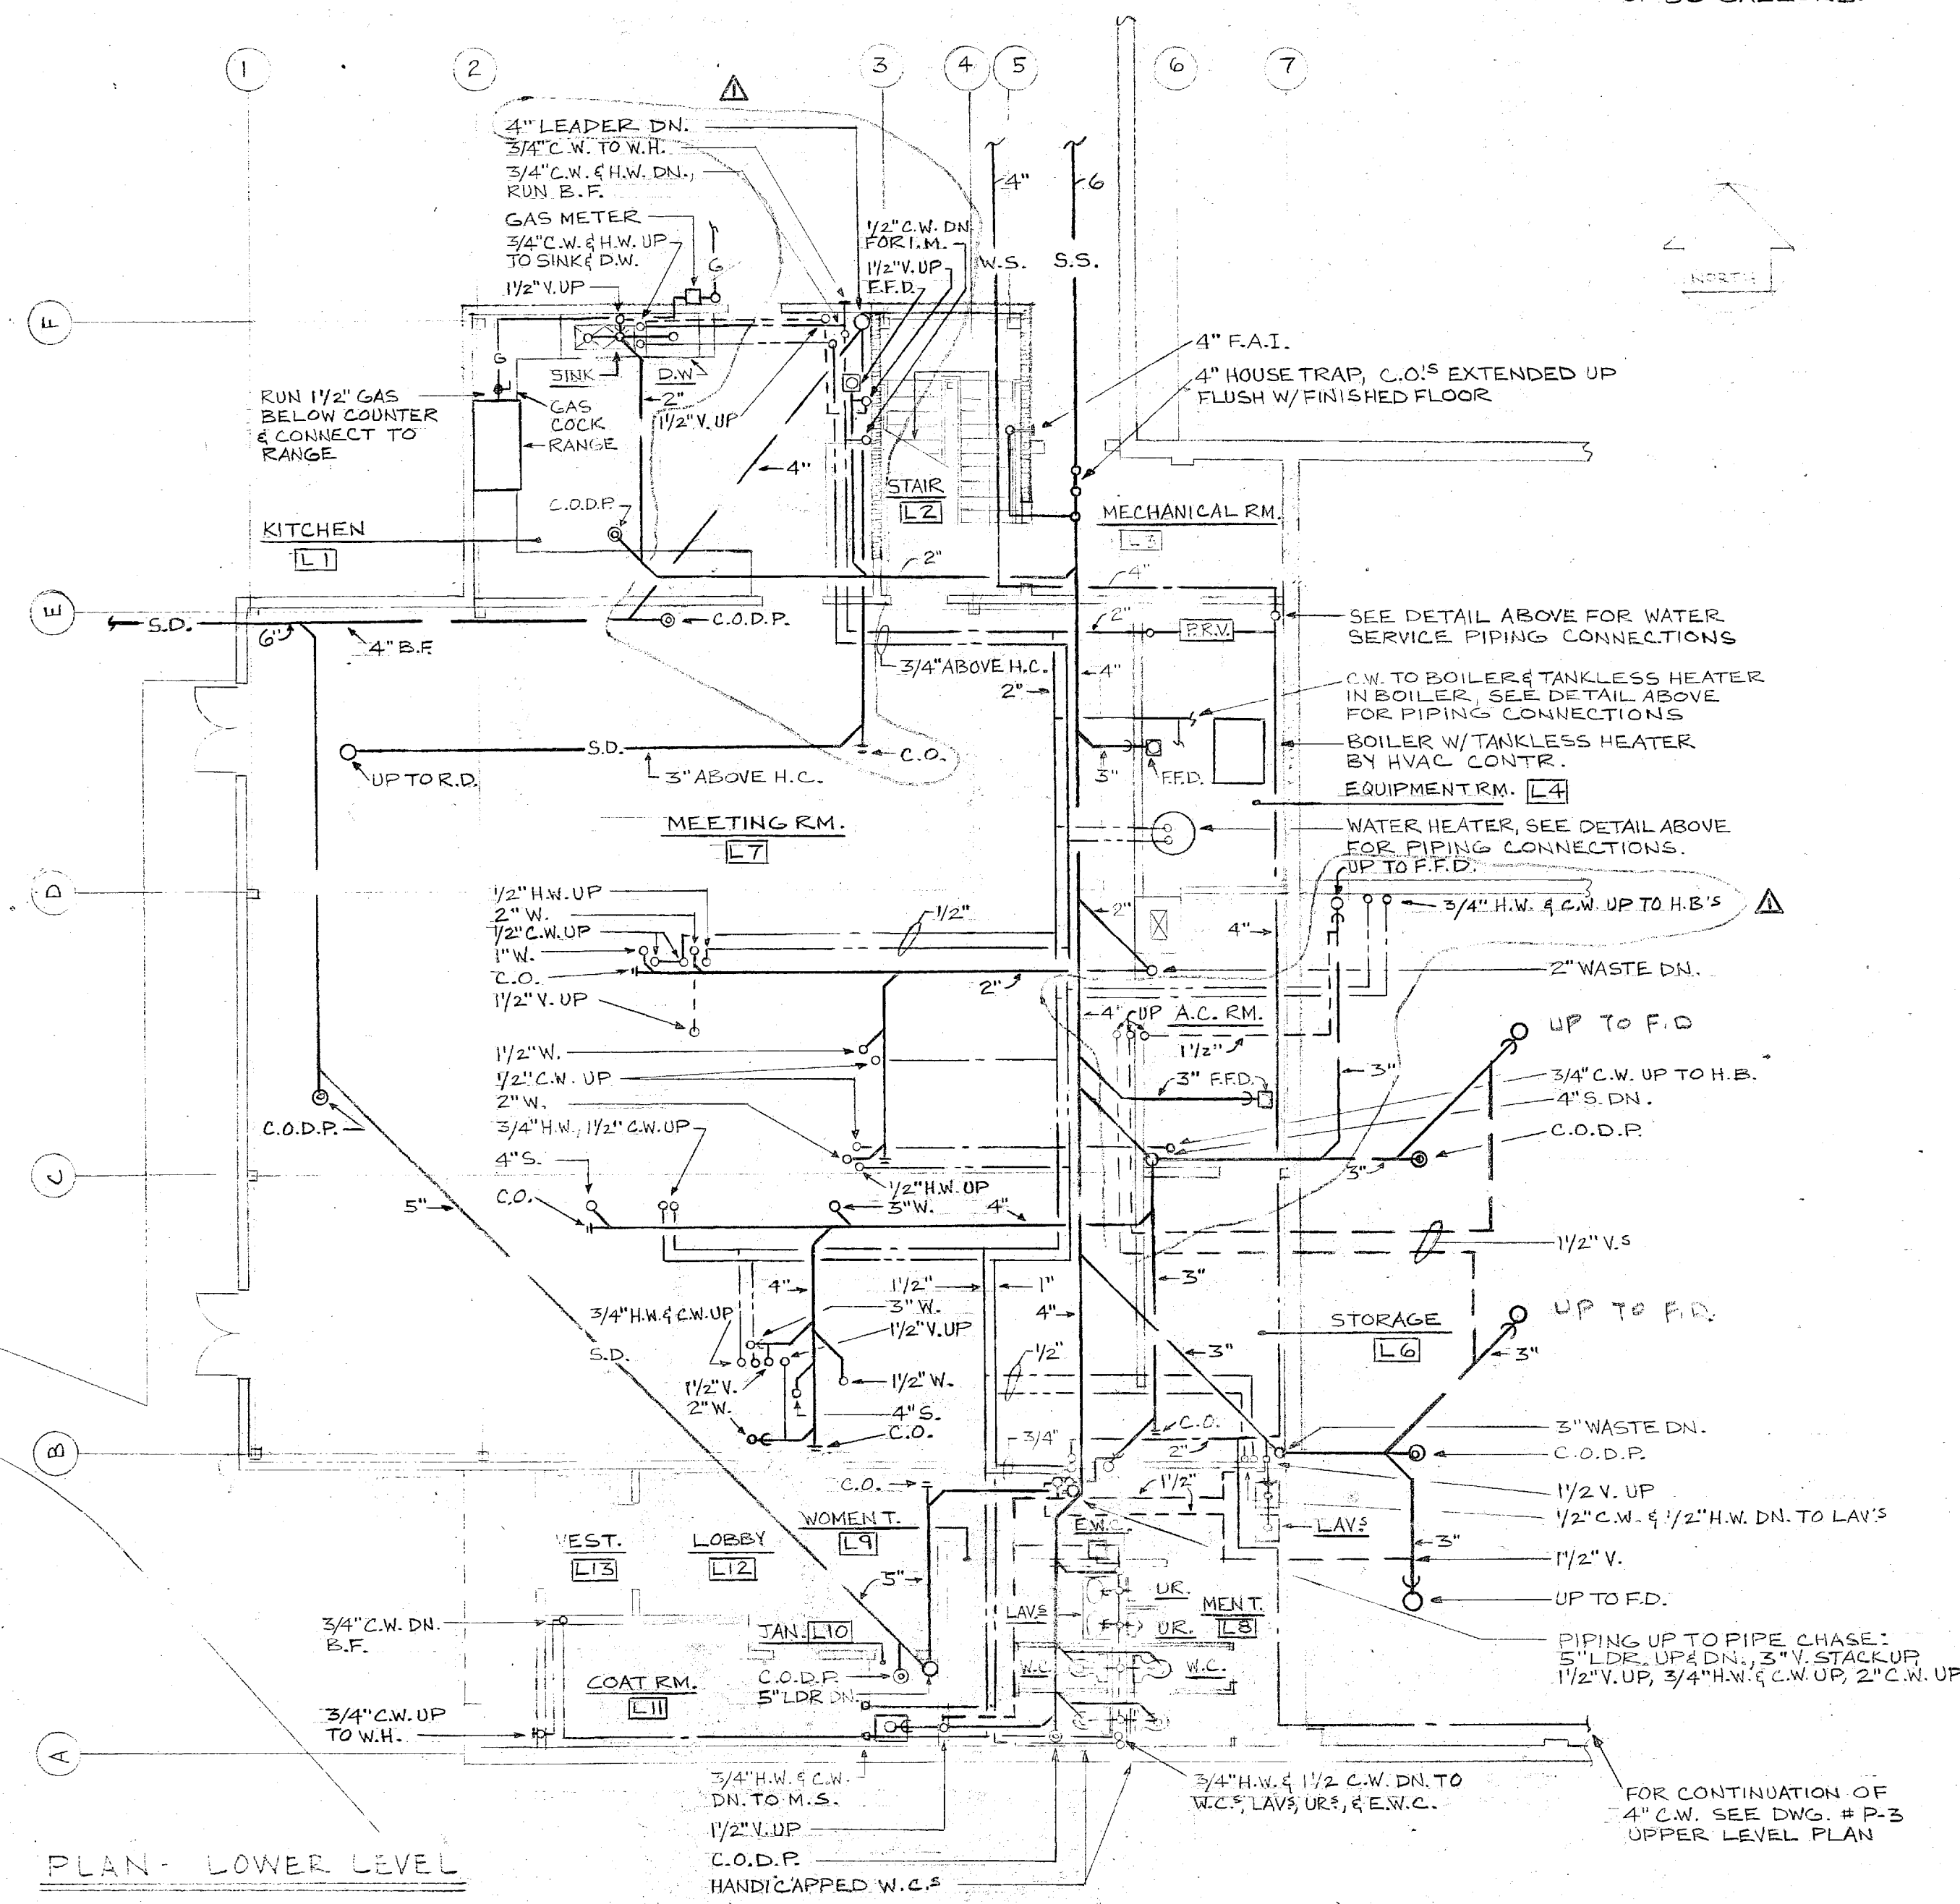 1
2
3
4
5
6
7
1
4" LEADER DN.
3/4" C.W. TO W.H.
3/4" C.W. & H.W. DN.,
RUN B.F.
GAS METER
3/4" C.W. & H.W. UP
TO SINK & D.W.
1 1/2" V. UP
G
1/2" C.W. DN
FOR I.M.
1 1/2" V. UP
F.F.D.
4"
6
W.S.
S.S.
NORTH
F
G
SINK
D.W
2"
1 1/2" V. UP
4"
4" F.A.I.
4" HOUSE TRAP, C.O.'S EXTENDED UP
FLUSH W/ FINISHED FLOOR
RUN 1 1/2" GAS
BELOW COUNTER
& CONNECT TO
RANGE
GAS
COCK
RANGE
C.O.D.P.
STAIR
L2
MECHANICAL RM.
L3
KITCHEN
L1
2"
4"
E
S.D.
6"
4" B.F.
C.O.D.P.
2"
P.R.V.
SEE DETAIL ABOVE FOR WATER
SERVICE PIPING CONNECTIONS
3/4" ABOVE H.C.
2"
4"
C.W. TO BOILER & TANKLESS HEATER
IN BOILER, SEE DETAIL ABOVE
FOR PIPING CONNECTIONS
S.D.
C.O.
BOILER W/ TANKLESS HEATER
BY HVAC CONTR.
UP TO R.D.
3" ABOVE H.C.
3"
F.F.D.
EQUIPMENT RM. L4
MEETING RM.
L7
WATER HEATER, SEE DETAIL ABOVE
FOR PIPING CONNECTIONS.
UP TO F.F.D.
D
1/2" H.W. UP
2" W.
1/2" C.W. UP
1" W.
C.O.
1 1/2" V. UP
1/2"
2"
4"
3/4" H.W. & C.W. UP TO H.B'S
1
2"
2" WASTE DN.
4"
UP
A.C. RM.
1 1/2"
UP TO F.D
1 1/2" W.
1/2" C.W. UP
2" W.
3/4" H.W., 1 1/2" C.W. UP
3"
3" F.F.D.
3/4" C.W. UP TO H.B.
4" S. DN.
C.O.D.P.
C.O.D.P.
4" S.
C
C.O.
5"
1/2" H.W. UP
3" W.
4"
3"
1 1/2" V.S
4"
1 1/2"
1"
3" W.
1 1/2" V. UP
3/4" H.W. & C.W. UP
4"
3"
STORAGE
L6
UP TO F.D.
3"
S.D.
1/2"
3"
1 1/2" V.
2" W.
1 1/2" W.
4" S.
C.O.
C.O.
B
3/4"
2"
3" WASTE DN.
C.O.D.P.
C.O.
1 1/2"
1 1/2 V. UP
1/2" C.W. & 1/2" H.W. DN. TO LAV'S
WOMEN T.
L9
E.W.C.
LAVS
VEST.
L13
LOBBY
L12
3"
1 1/2" V.
5"
UR.
LAVS
UR.
MEN T.
L8
UP TO F.D.
3/4" C.W. DN.
B.F.
JAN. L10
PIPING UP TO PIPE CHASE:
5" LDR. UP & DN., 3" V. STACK UP,
1 1/2" V. UP, 3/4" H.W. & C.W. UP, 2" C.W. UP
COAT RM.
L11
C.O.D.P.
5" LDR DN.
W.C.
W.C.
3/4" C.W. UP
TO W.H.
A
3/4" H.W. & C.W.
DN. TO M.S.
1 1/2" V. UP
C.O.D.P.
HANDICAPPED W.C.S
3/4" H.W. & 1 1/2 C.W. DN. TO
W.C.S, LAVS, URS, & E.W.C.
FOR CONTINUATION OF
4" C.W. SEE DWG. # P-3
UPPER LEVEL PLAN
PLAN - LOWER LEVEL